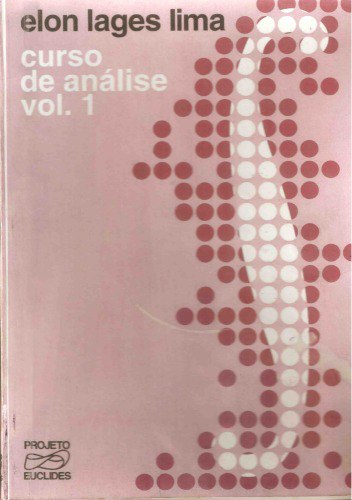 elon lages lima
curso
de análise
vol. 1
PROJETO
EUCLIDES